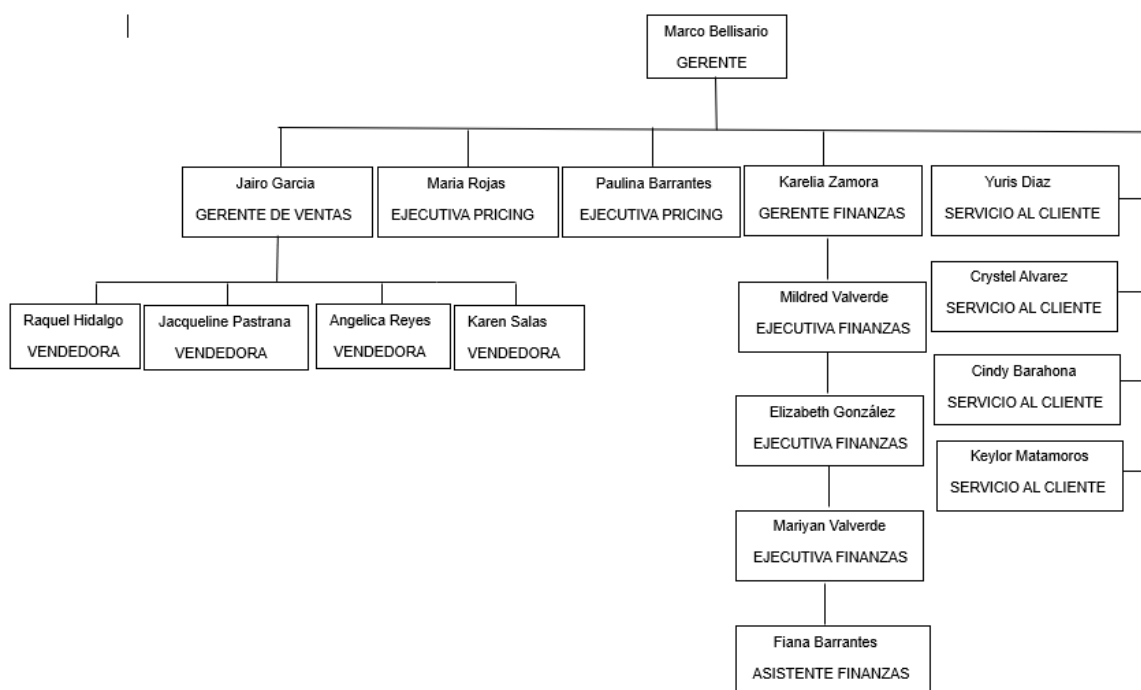 Marco Bellisario
GERENTE
Jairo Garcia
GERENTE DE VENTAS
Maria Rojas
EJECUTIVA PRICING
Paulina Barrantes
EJECUTIVA PRICING
Karelia Zamora
GERENTE FINANZAS
Yuris Diaz
SERVICIO AL CLIENTE
Raquel Hidalgo
VENDEDORA
Jacqueline Pastrana
VENDEDORA
Angelica Reyes
VENDEDORA
Karen Salas
VENDEDORA
Mildred Valverde
EJECUTIVA FINANZAS
Crystel Alvarez
SERVICIO AL CLIENTE
Cindy Barahona
SERVICIO AL CLIENTE
Elizabeth González
EJECUTIVA FINANZAS
Keylor Matamoros
SERVICIO AL CLIENTE
Mariyan Valverde
EJECUTIVA FINANZAS
Fiana Barrantes
ASISTENTE FINANZAS